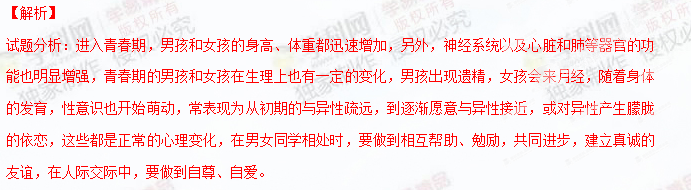 【解析】
试题分析：进入青春期，男孩和女孩的身高、体重都迅速增加，另外，神经系统以及心脏和肺等器官的功
能也明显增强，青春期的男孩和女孩在生理上也有一定的变化，男孩出现遗精，女孩会来月经，随着身体
的发育，性意识也开始萌动，常表现为从初期的与异性疏远，到逐渐愿意与异性接近，或对异性产生朦胧
的依恋，这些都是正常的心理变化，在男女同学相处时，要做到相互帮助、勉励，共同进步，建立真诚的
友谊，在人际交际中，要做到自尊、自爱。